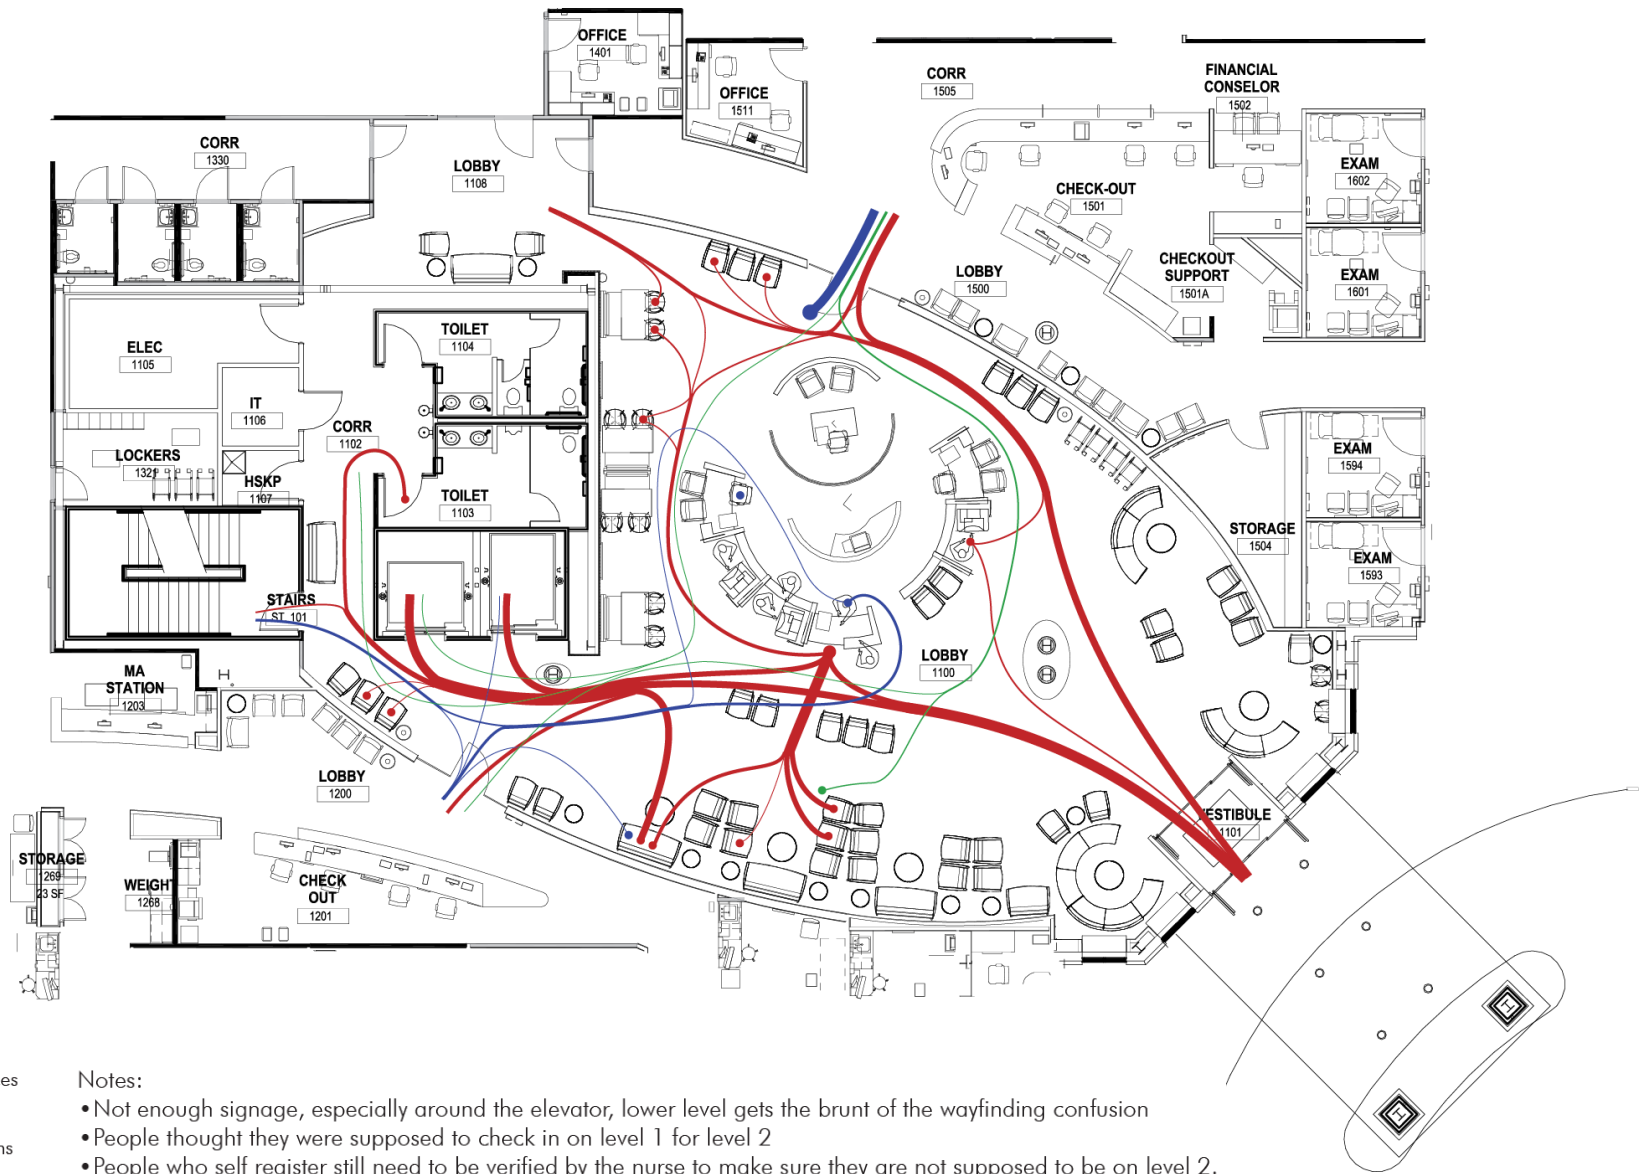 OFFICE
1401
OFFICE
1511
CORR
1505
FINANCIAL
CONSELOR
1502
CORR
1330
LOBBY
1108
EXAM
1602
CHECK-OUT
1501
CHECKOUT
SUPPORT
1501A
EXAM
1601
LOBBY
1500
TOILET
1104
ELEC
1105
IT
1106
CORR
1102
LOCKERS
1321
HSKP
1107
TOILET
1103
EXAM
1594
STORAGE
1504
EXAM
1593
STAIRS
ST 101
LOBBY
1100
MA
STATION
1203
LOBBY
1200
VESTIBULE
1101
STORAGE
1269
23 SF
WEIGHT
1268
CHECK
OUT
1201
es
Notes:
•Not enough signage, especially around the elevator, lower level gets the brunt of the wayfinding confusion
•People thought they were supposed to check in on level 1 for level 2
ns
•People who self register still need to be verified by the nurse to make sure they are not supposed to be on level 2.